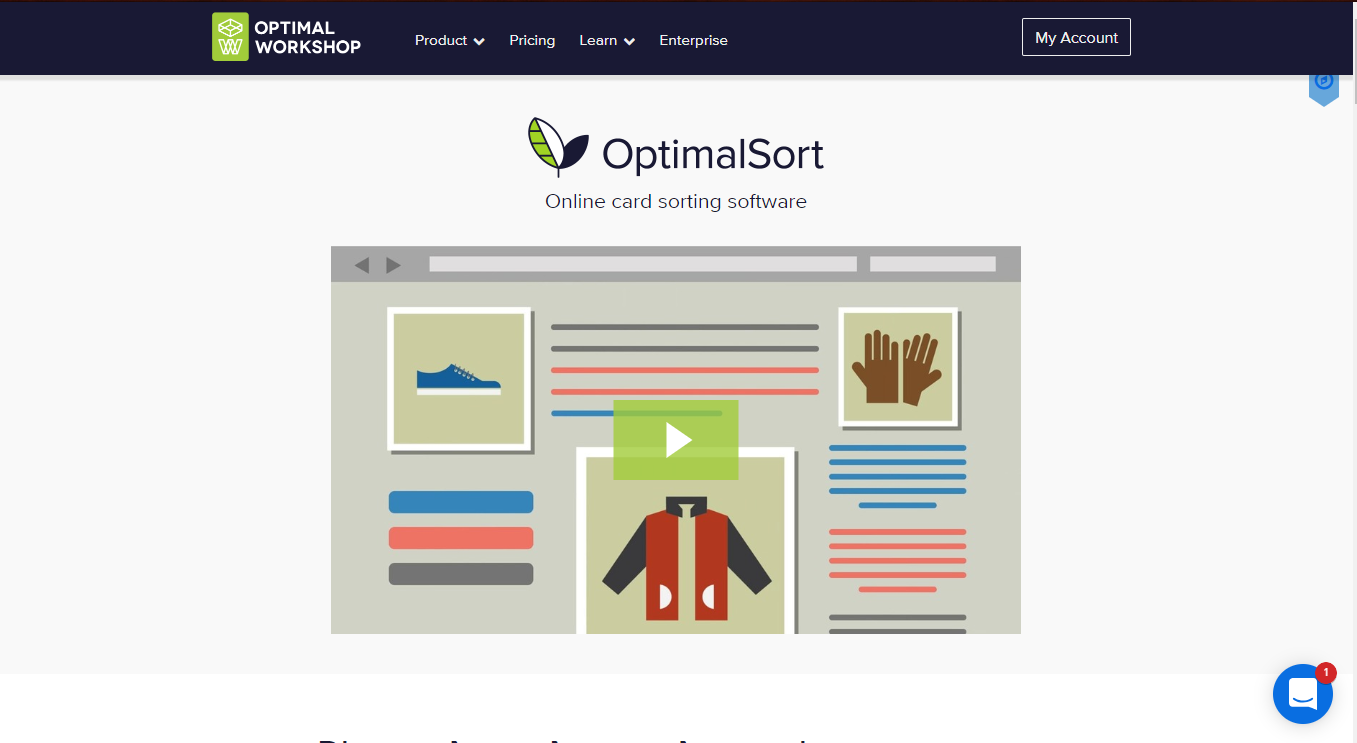 OPTIMAL
WORKSHOP
Product
Pricing
Learn
Enterprise
My Account
OptimalSort
Online card sorting software
1